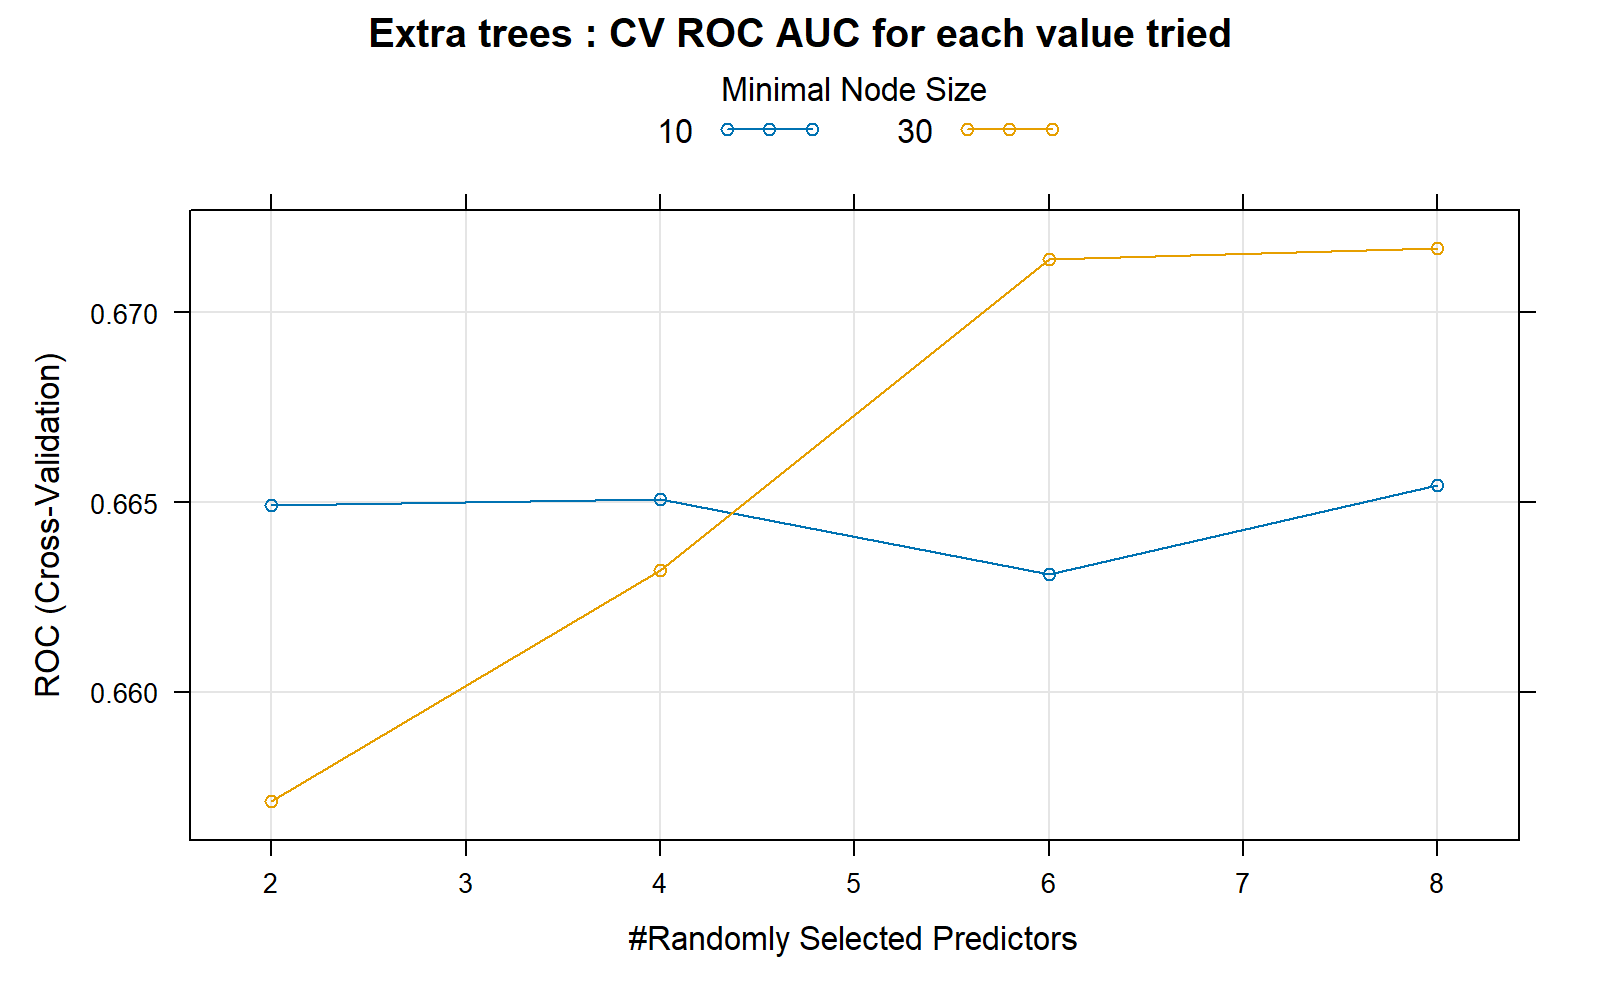 Extra trees : CV ROC AUC for each value tried
Minimal Node Size
10 30
ROC (Cross-Validation)
0.670
0.665
0.660
2 3 4 5 6 7 8
#Randomly Selected Predictors